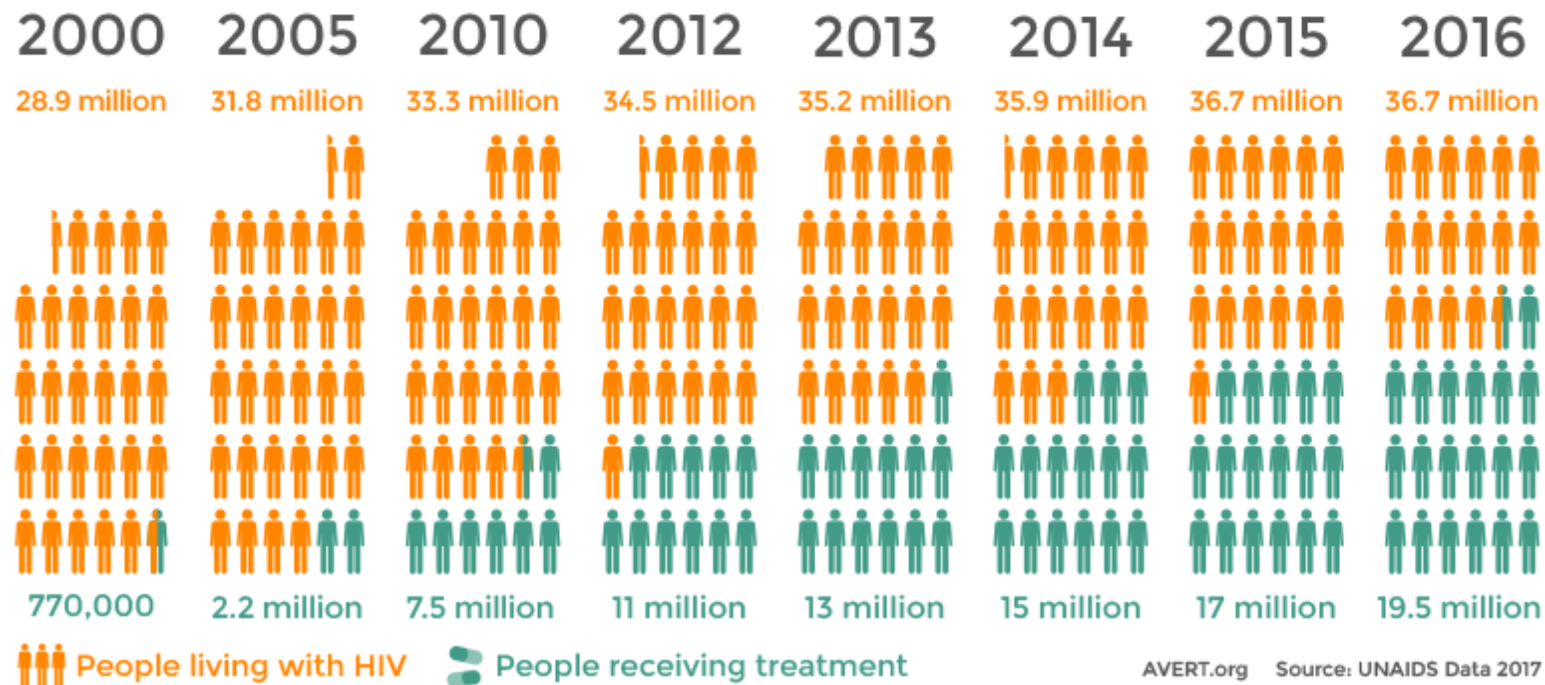 2000 2005 2010 2012 2013 2014 2015 2016
28.9 million 31.8 million 33.3 million 34.5 million 35.2 million 35.9 million 36.7 million 36.7 million
770,000 2.2 million 7.5 million 11 million 13 million 15 million 17 million 19.5 million
People living with HIV People receiving treatment AVERT.org Source: UNAIDS Data 2017